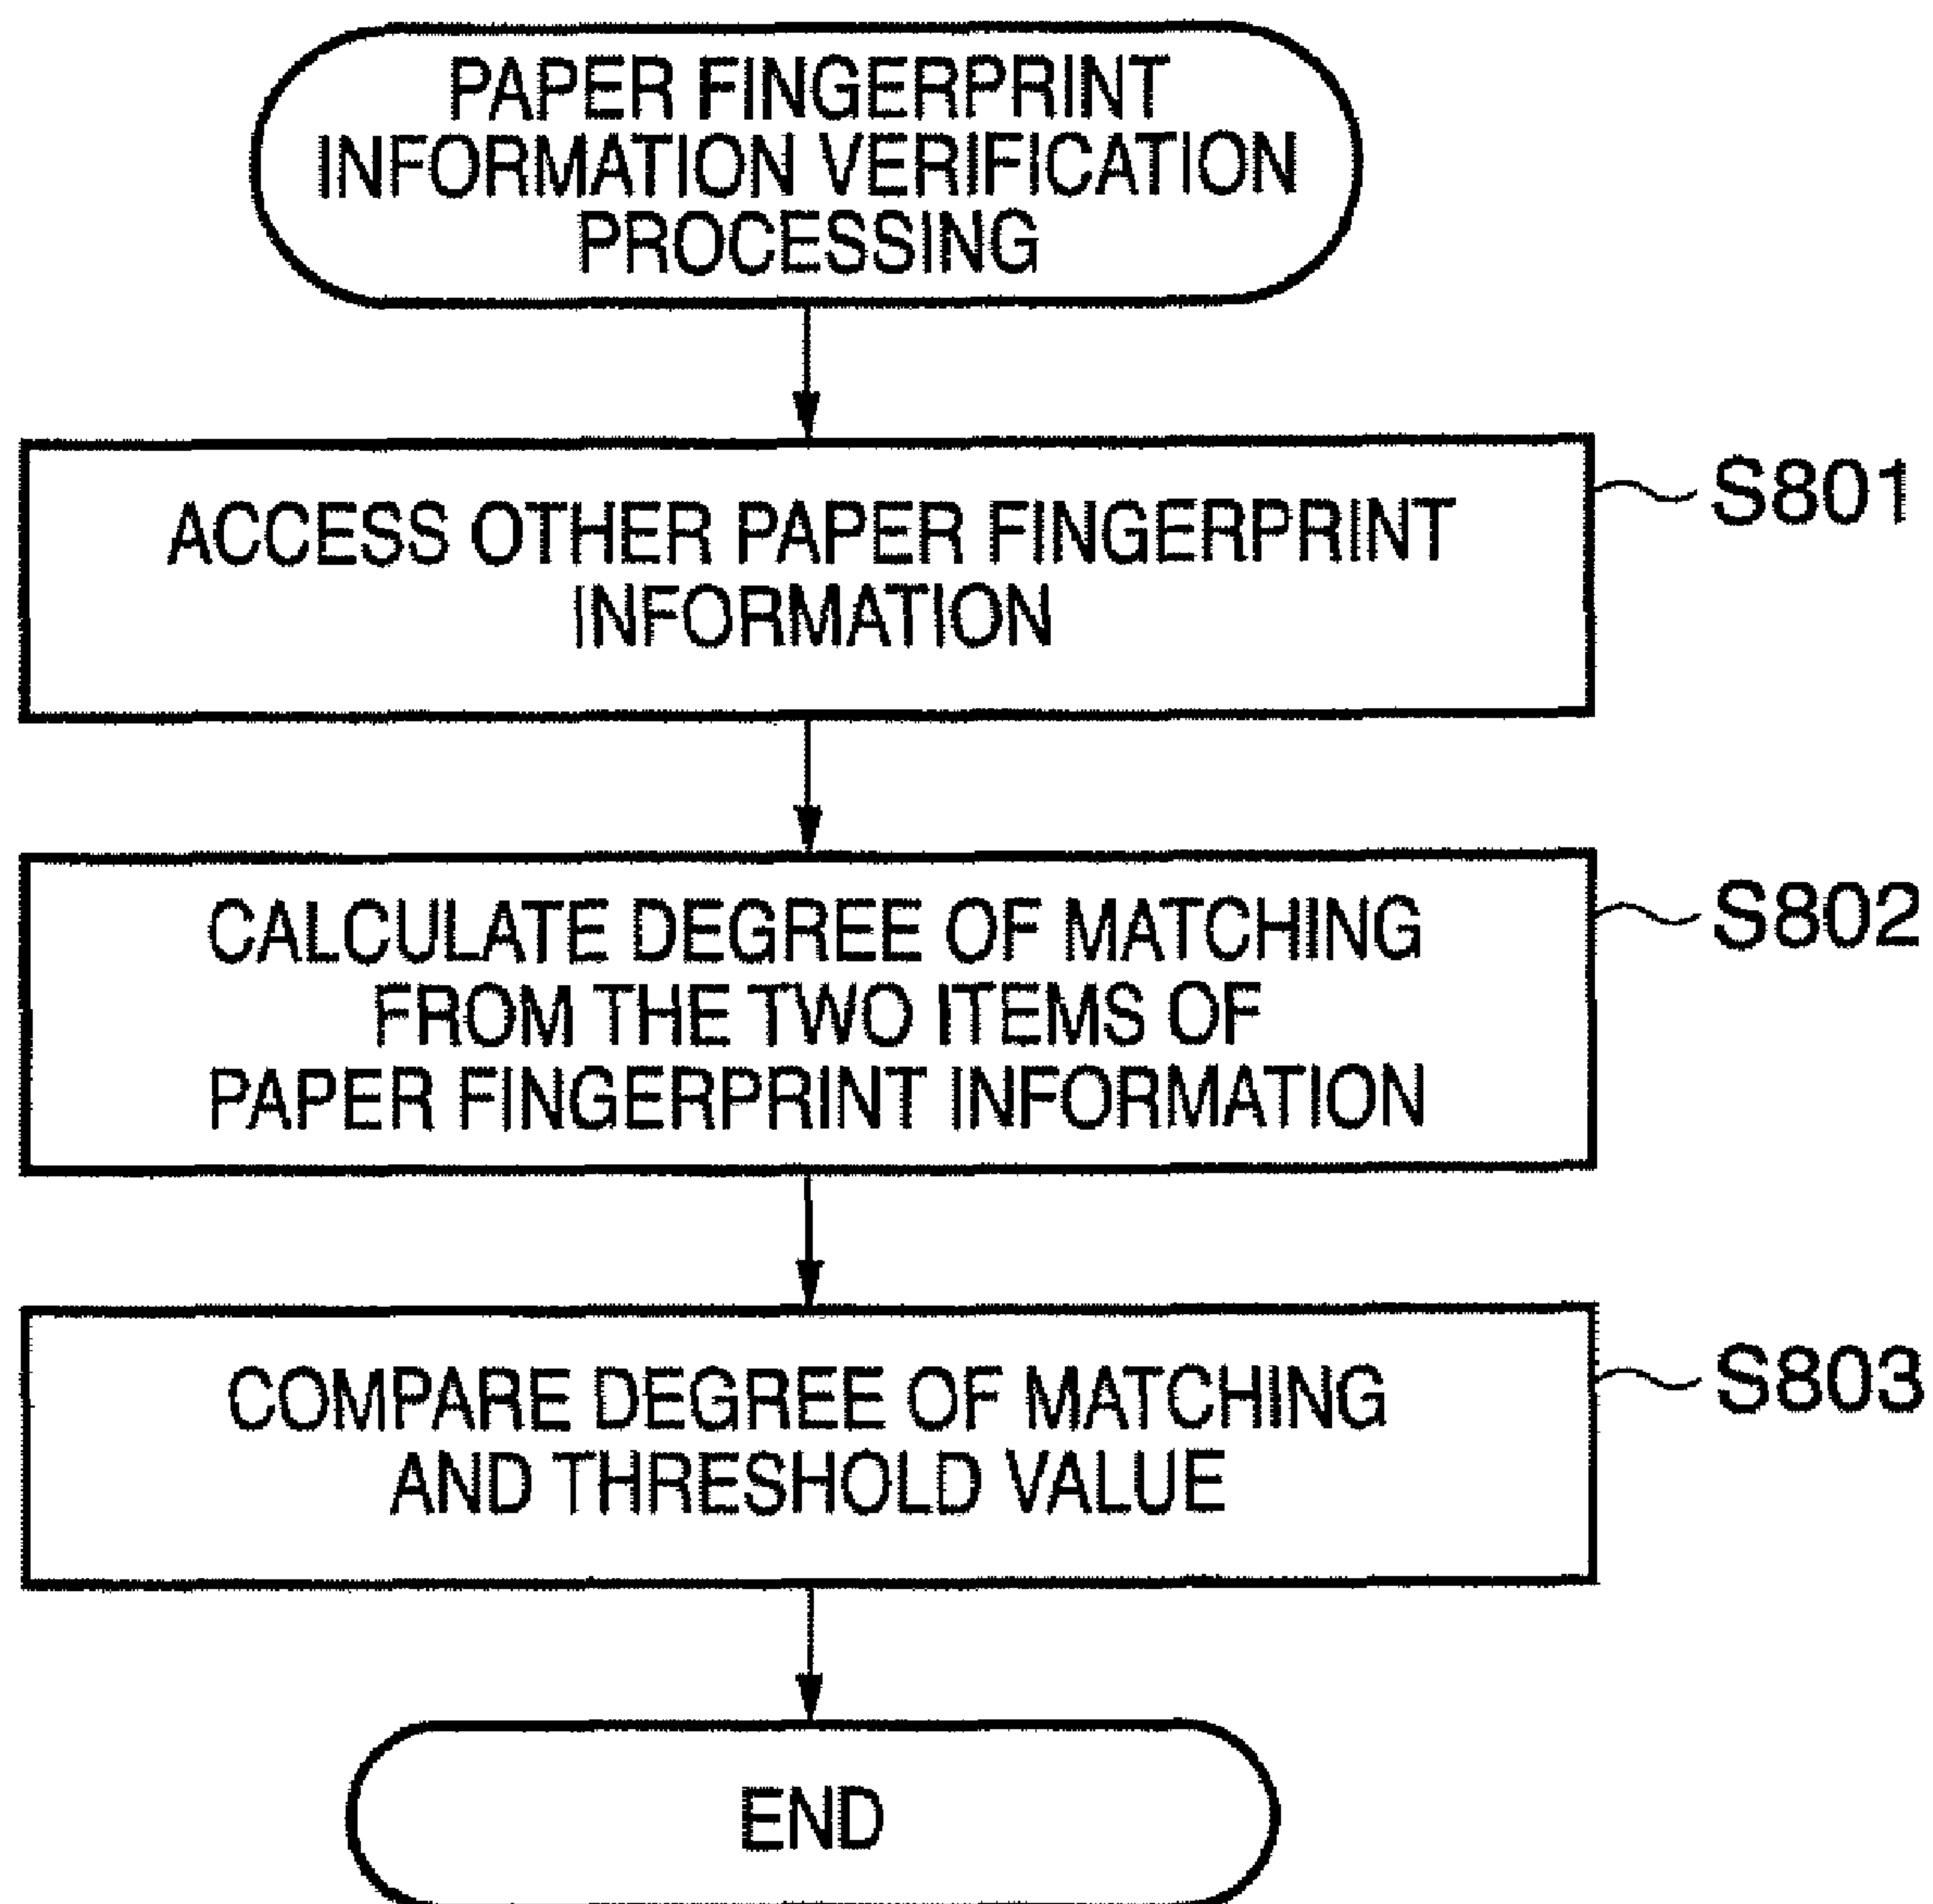 PAPER FINGERPRINT
INFORMATION VERIFICATION
PROCESSING
ACCESS OTHER PAPER FINGERPRINT
INFORMATION
S801
CALCULATE DEGREE OF MATCHING
FROM THE TWO ITEMS OF
PAPER FINGERPRINT INFORMATION
S802
COMPARE DEGREE OF MATCHING
AND THRESHOLD VALUE
S803
END